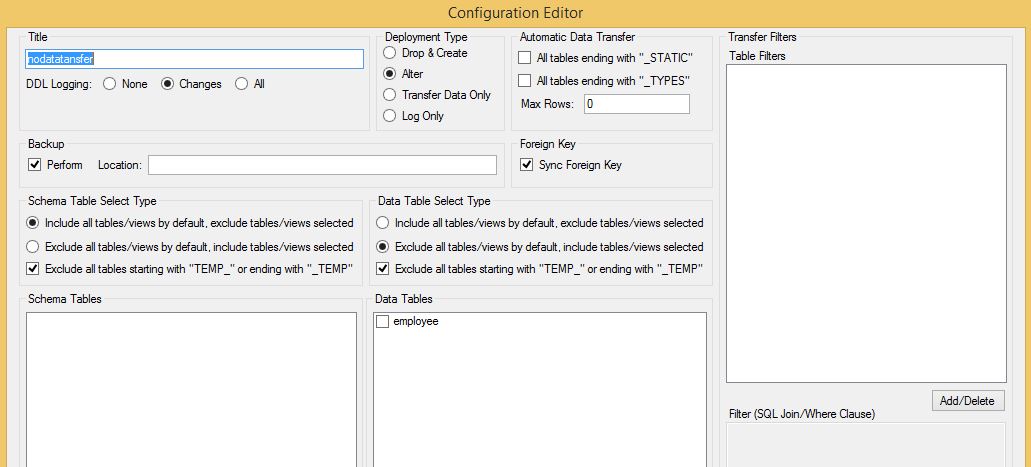 Configuration Editor
Title
nodatatansfer
DDL Logging: None Changes All
Deployment Type
Drop & Create
Alter
Transfer Data Only
Log Only
Automatic Data Transfer
All tables ending with "_STATIC"
All tables ending with "_TYPES"
Max Rows: 0
Backup
Perform Location:
Foreign Key
Sync Foreign Key
Schema Table Select Type
Include all tables/views by default, exclude tables/views selected
Exclude all tables/views by default, include tables/views selected
Exclude all tables starting with "TEMP_" or ending with "_TEMP"
Data Table Select Type
Include all tables/views by default, exclude tables/views selected
Exclude all tables/views by default, include tables/views selected
Exclude all tables starting with "TEMP_" or ending with "_TEMP"
Schema Tables
Data Tables
employee
Transfer Filters
Table Filters
Add/Delete
Filter (SQL Join/Where Clause)